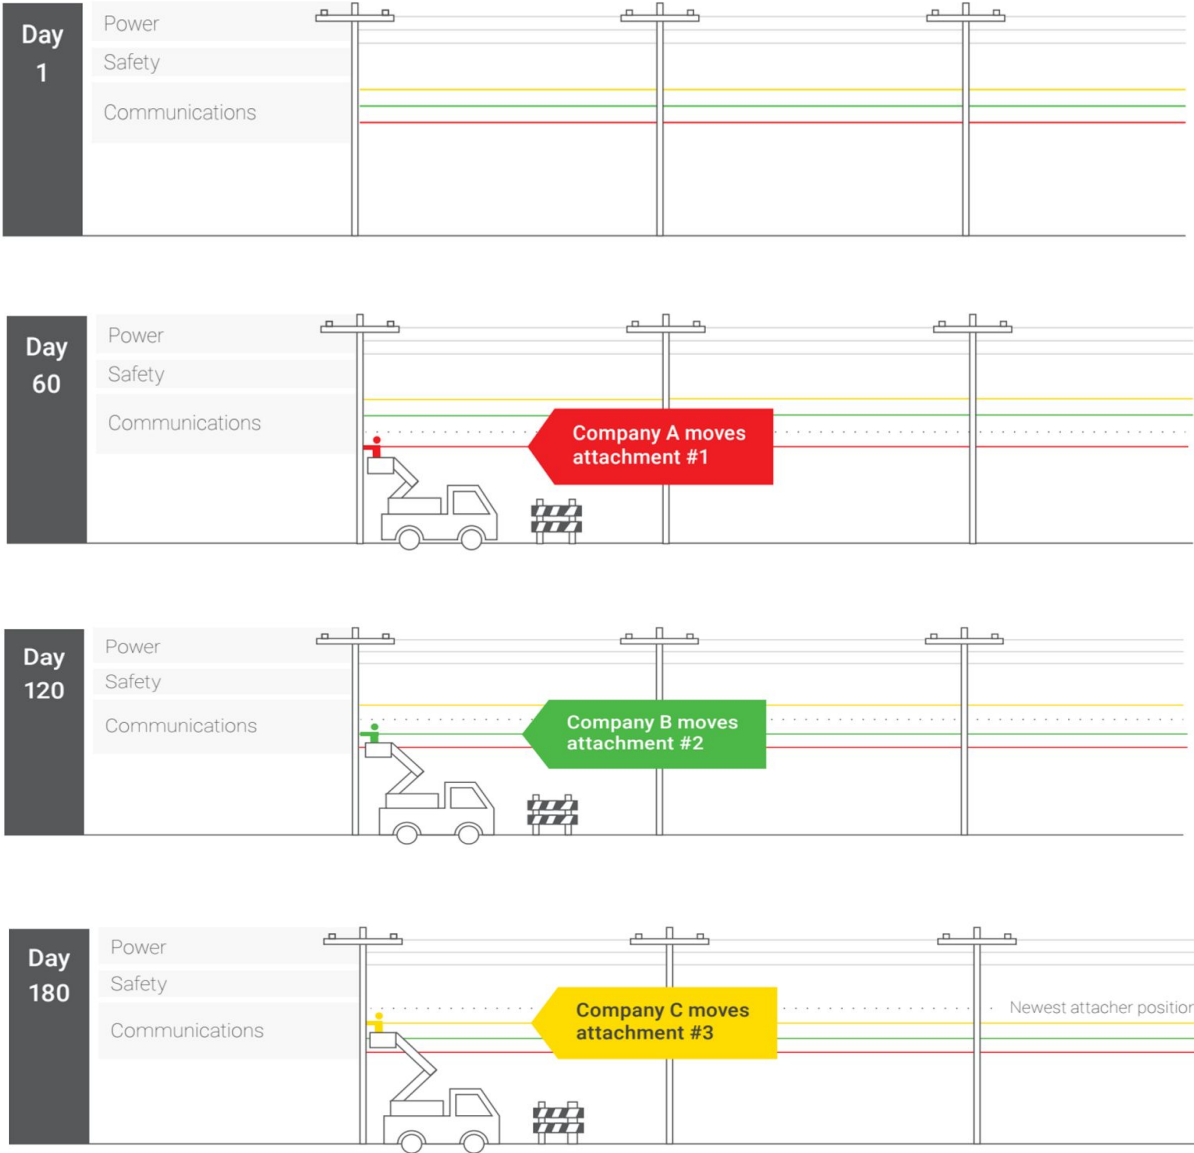 Day
1
Power
Safety
Communications
Day
60
Power
Safety
Communications
Company A moves
attachment #1
Day
120
Power
Safety
Communications
Company B moves
attachment #2
Day
180
Power
Safety
Communications
Company C moves
attachment #3
Newest attacher position